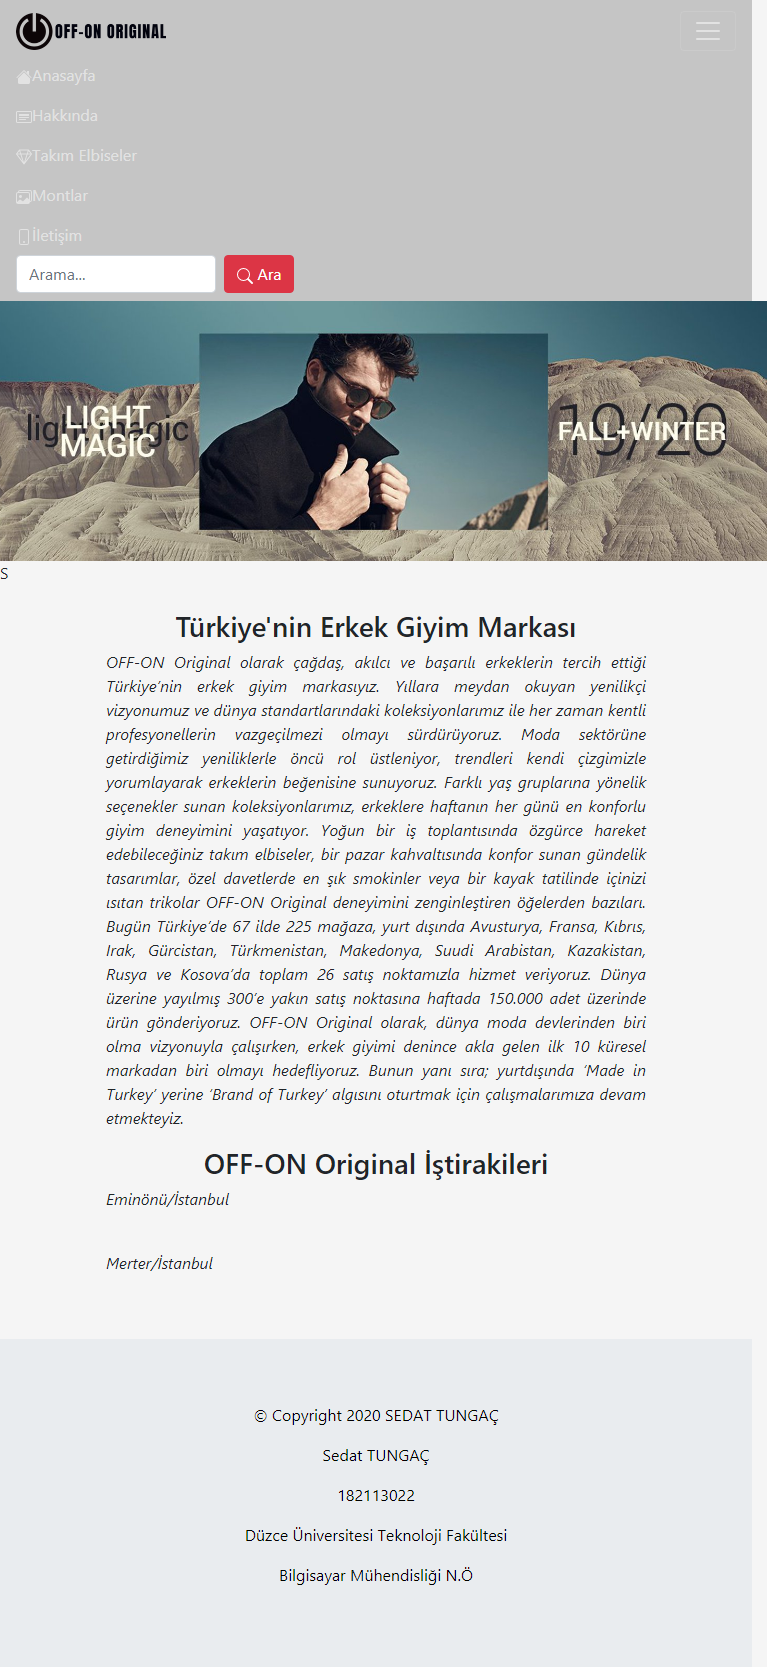 OFF-ON ORIGINAL
Anasayfa
Hakkında
Takım Elbiseler
Montlar
İletişim
Arama...
Ara
light magic
LIGHT
MAGIC
19/20
FALL+WINTER
S
Türkiye'nin Erkek Giyim Markası
OFF-ON Original olarak çağdaş, akılcı ve başarılı erkeklerin tercih ettiği
Türkiye’nin erkek giyim markasıyız. Yıllara meydan okuyan yenilikçi
vizyonumuz ve dünya standartlarındaki koleksiyonlarımız ile her zaman kentli
profesyonellerin vazgeçilmezi olmayı sürdürüyoruz. Moda sektörüne
getirdiğimiz yeniliklerle öncü rol üstleniyor, trendleri kendi çizgimizle
yorumlayarak erkeklerin beğenisine sunuyoruz. Farklı yaş gruplarına yönelik
seçenekler sunan koleksiyonlarımız, erkeklere haftanın her günü en konforlu
giyim deneyimini yaşatıyor. Yoğun bir iş toplantısında özgürce hareket
edebileceğiniz takım elbiseler, bir pazar kahvaltısında konfor sunan gündelik
tasarımlar, özel davetlerde en şık smokinler veya bir kayak tatilinde içinizi
ısıtan trikolar OFF-ON Original deneyimini zenginleştiren öğelerden bazıları.
Bugün Türkiye’de 67 ilde 225 mağaza, yurt dışında Avusturya, Fransa, Kıbrıs,
Irak, Gürcistan, Türkmenistan, Makedonya, Suudi Arabistan, Kazakistan,
Rusya ve Kosova’da toplam 26 satış noktamızla hizmet veriyoruz. Dünya
üzerine yayılmış 300’e yakın satış noktasına haftada 150.000 adet üzerinde
ürün gönderiyoruz. OFF-ON Original olarak, dünya moda devlerinden biri
olma vizyonuyla çalışırken, erkek giyimi denince akla gelen ilk 10 küresel
markadan biri olmayı hedefliyoruz. Bunun yanı sıra; yurtdışında ‘Made in
Turkey’ yerine ‘Brand of Turkey’ algısını oturtmak için çalışmalarımıza devam
etmekteyiz.
OFF-ON Original İştirakileri
Eminönü/İstanbul
Merter/İstanbul
© Copyright 2020 SEDAT TUNGAÇ
Sedat TUNGAÇ
182113022
Düzce Üniversitesi Teknoloji Fakültesi
Bilgisayar Mühendisliği N.Ö